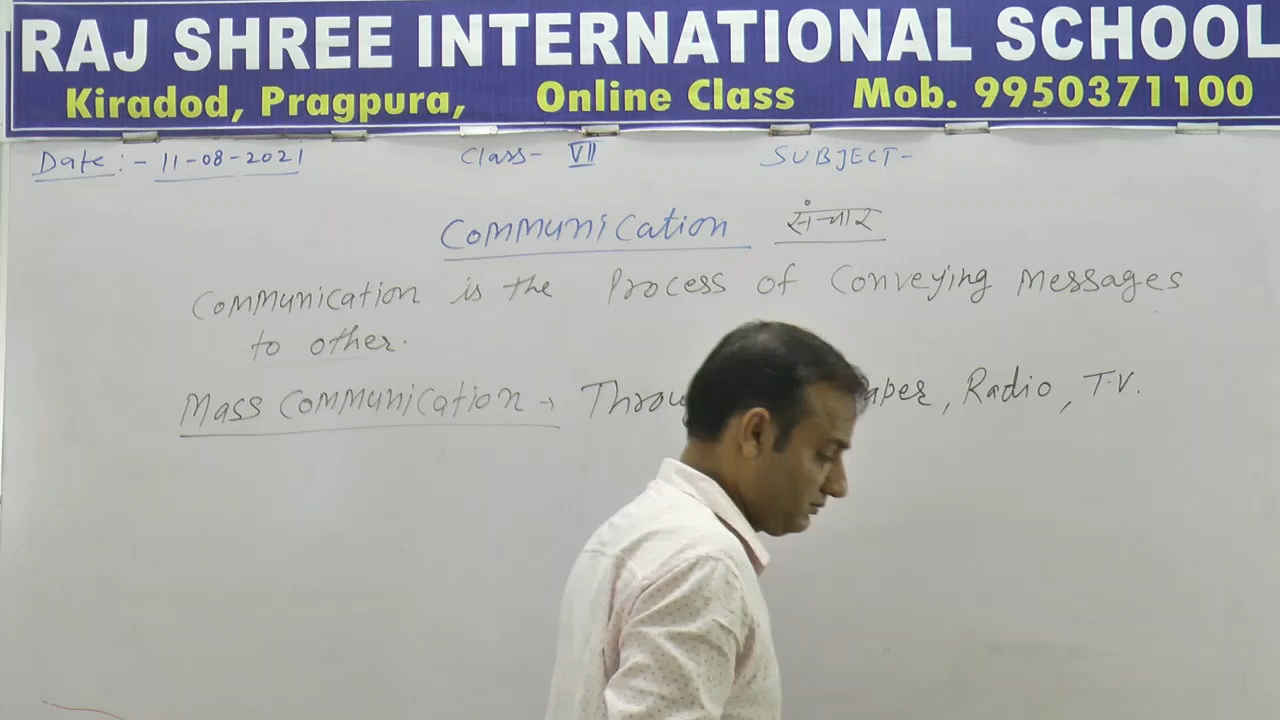 RAJ SHREE INTERNATIONAL SCHOOL
Kiradod, Pragpura, Online Class Mob. 9950371100
Date:- 11-08-2021 Class- VII SUBJECT-
Communication संचार
Communication is the Process of Conveying Messages
to other.
Mass Communication → Radio, T.V.